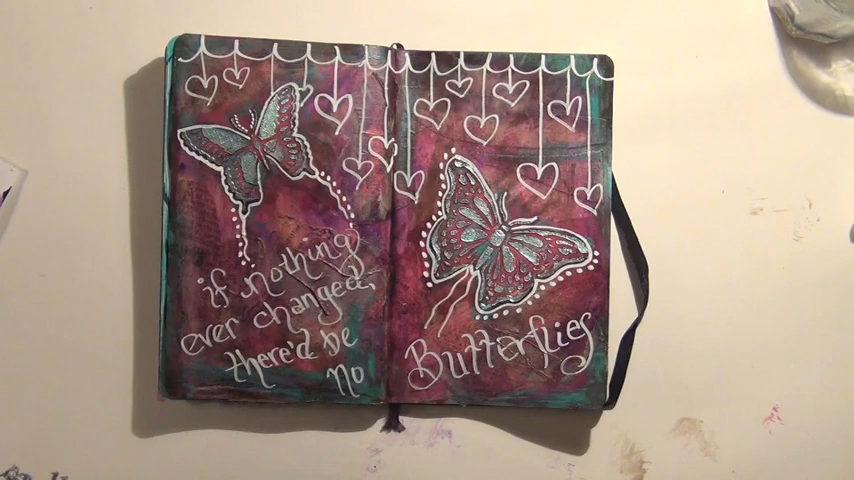 if nothing
ever changed,
there'd be
no
Butterflies